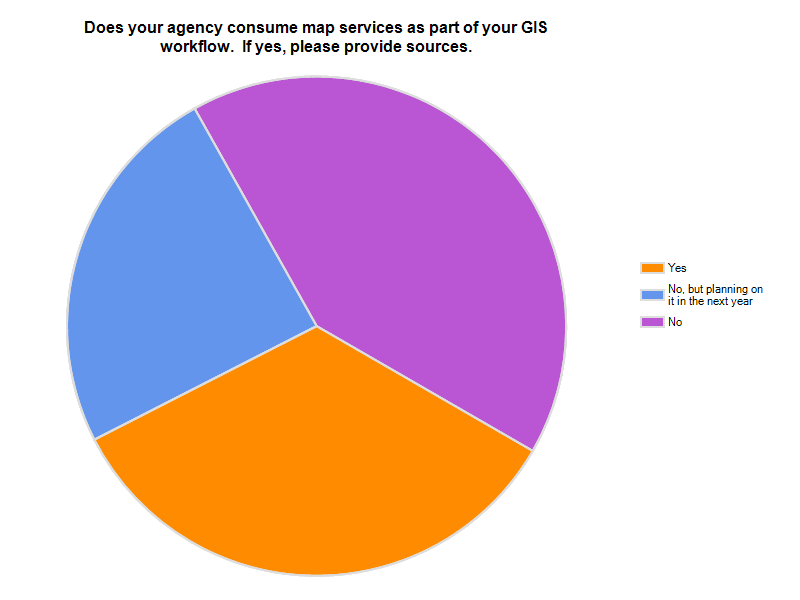 Does your agency consume map services as part of your GIS
workflow.  If yes, please provide sources.
Yes
No, but planning on
it in the next year
No